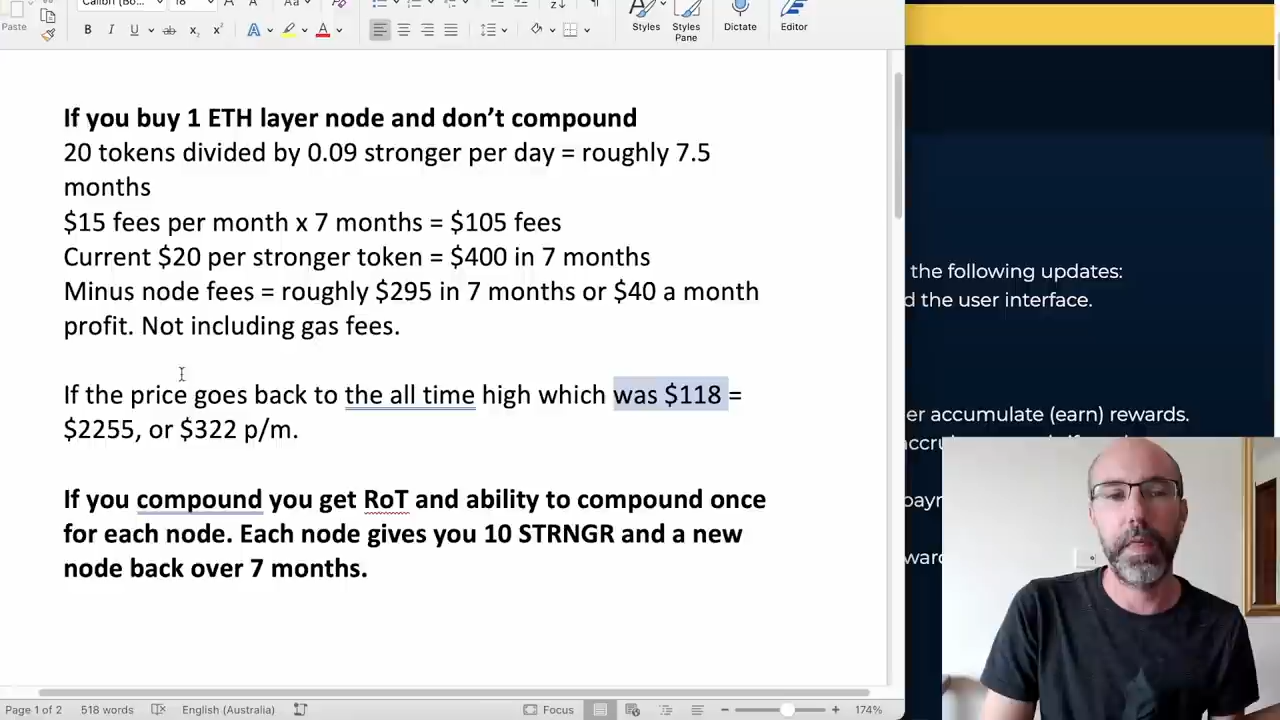 Paste
Calibri (Bo...
18
Aa
B I U ab x x A A
Styles
Styles Pane
Dictate
Editor
If you buy 1 ETH layer node and don’t compound
20 tokens divided by 0.09 stronger per day = roughly 7.5
months
$15 fees per month x 7 months = $105 fees
Current $20 per stronger token = $400 in 7 months
Minus node fees = roughly $295 in 7 months or $40 a month
profit. Not including gas fees.
If the price goes back to the all time high which was $118 =
$2255, or $322 p/m.
If you compound you get RoT and ability to compound once
for each node. Each node gives you 10 STRNGR and a new
node back over 7 months.
the following updates:
d the user interface.
er accumulate (earn) rewards.
Page 1 of 2
518 words
English (Australia)
Focus
174%